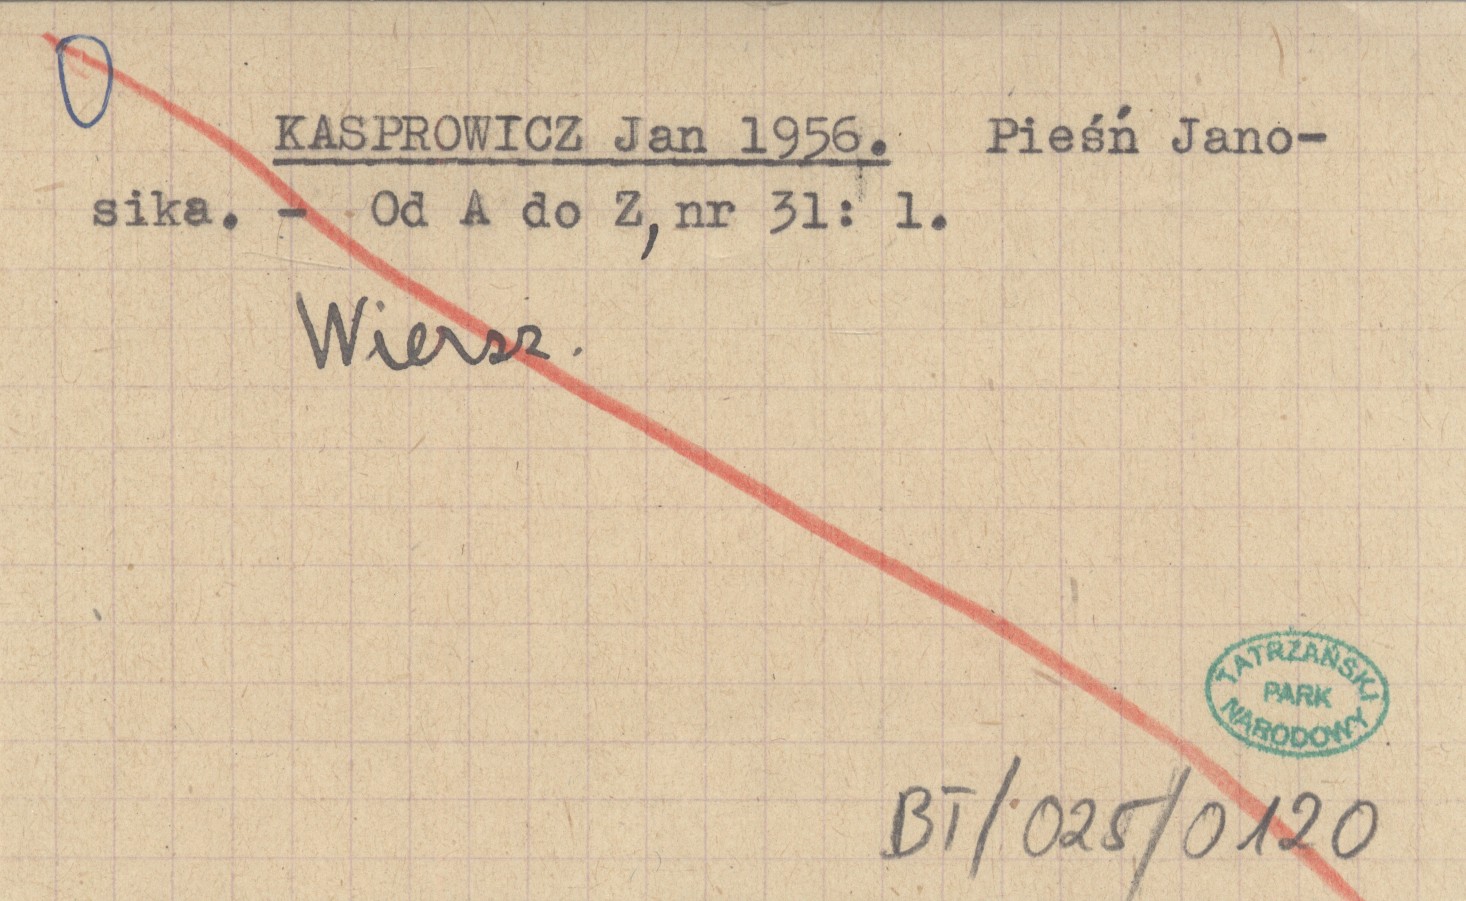 KASPROWICZ Jan 1956. Pieśń Jano-
sika. - Od A do Z, nr 31: 1.
Wiersz.
TATRZAŃSKI
PARK
NARODOWY
BT/025/0120